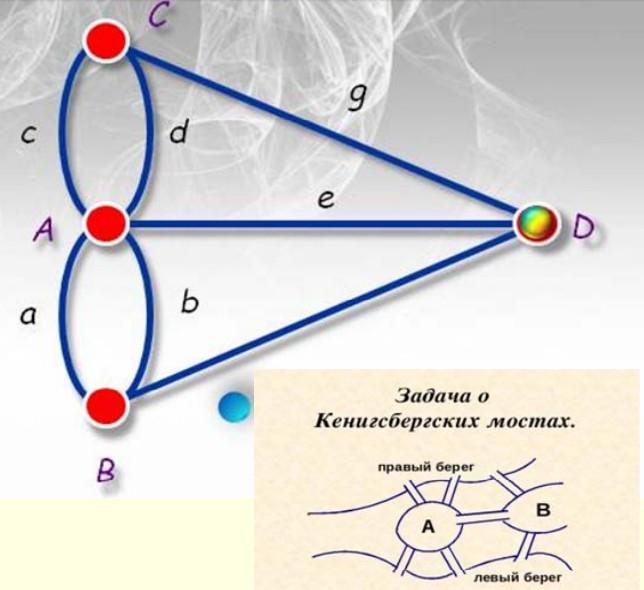 C
c
d
g
A
e
D
a
b
B
Задача о
Кенигсбергских мостах.
правый берег
A
B
левый берег